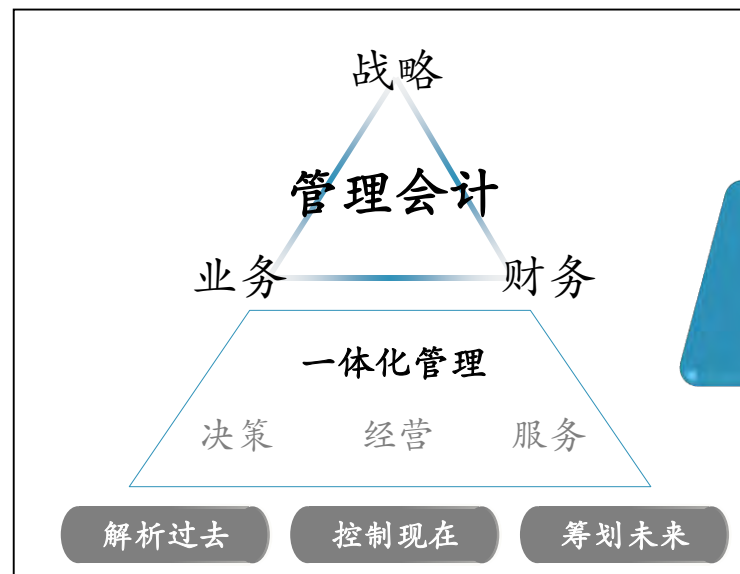 战略
管理会计
业务 财务
一体化管理
决策 经营 服务
解析过去 控制现在 筹划未来